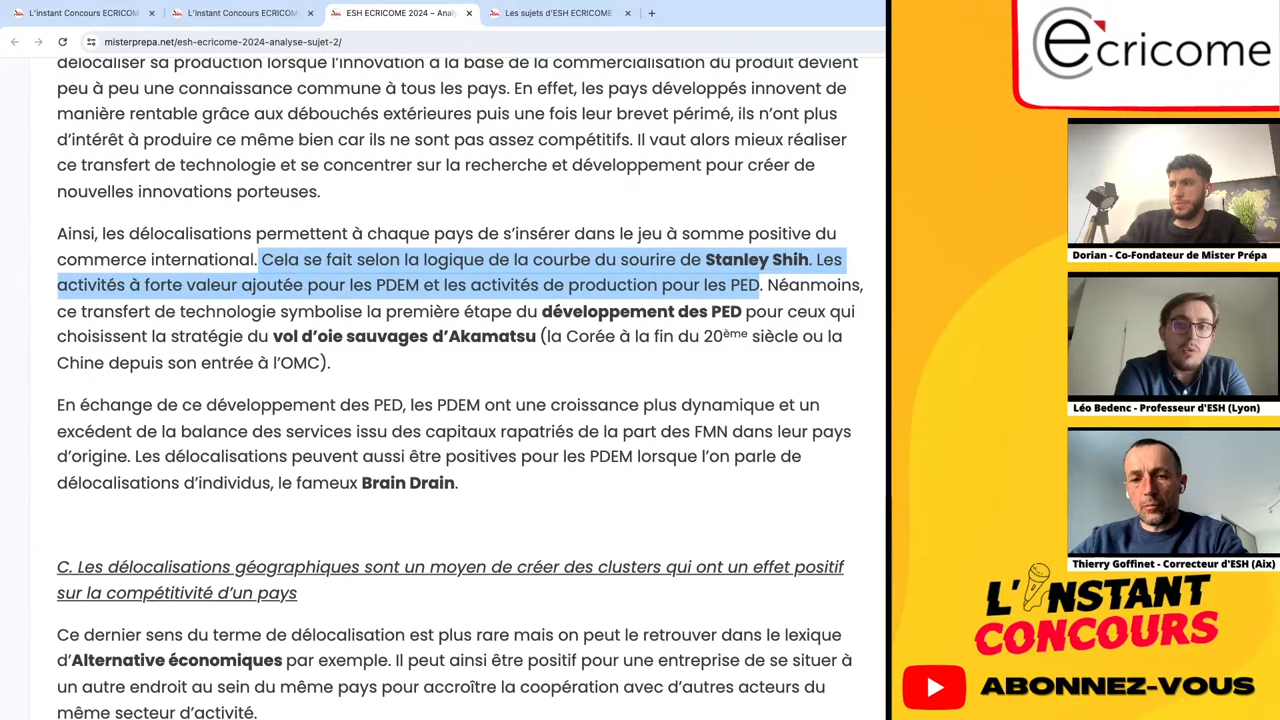 L'instant Concours ECRICOME
L'instant Concours ECRICOME
ESH ECRICOME 2024 – Analy
Les sujets d'ESH ECRICOME
misterprepa.net/esh-ecricome-2024-analyse-sujet-2/
délocaliser sa production lorsque l'innovation à la base de la commercialisation du produit devient
peu à peu une connaissance commune à tous les pays. En effet, les pays développés innovent de
manière rentable grâce aux débouchés extérieures puis une fois leur brevet périmé, ils n'ont plus
d'intérêt à produire ce même bien car ils ne sont pas assez compétitifs. Il vaut alors mieux réaliser
ce transfert de technologie et se concentrer sur la recherche et développement pour créer de
nouvelles innovations porteuses.
Ainsi, les délocalisations permettent à chaque pays de s'insérer dans le jeu à somme positive du
commerce international. Cela se fait selon la logique de la courbe du sourire de Stanley Shih. Les
activités à forte valeur ajoutée pour les PDEM et les activités de production pour les PED. Néanmoins,
ce transfert de technologie symbolise la première étape du développement des PED pour ceux qui
choisissent la stratégie du vol d'oie sauvages d'Akamatsu (la Corée à la fin du 20ème siècle ou la
Chine depuis son entrée à l'OMC).
En échange de ce développement des PED, les PDEM ont une croissance plus dynamique et un
excédent de la balance des services issu des capitaux rapatriés de la part des FMN dans leur pays
d'origine. Les délocalisations peuvent aussi être positives pour les PDEM lorsque l'on parle de
délocalisations d'individus, le fameux Brain Drain.
C. Les délocalisations géographiques sont un moyen de créer des clusters qui ont un effet positif
sur la compétitivité d'un pays
Ce dernier sens du terme de délocalisation est plus rare mais on peut le retrouver dans le lexique
d'Alternative économiques par exemple. Il peut ainsi être positif pour une entreprise de se situer à
un autre endroit au sein du même pays pour accroître la coopération avec d'autres acteurs du
même secteur d'activité.
écricome
Dorian - Co-Fondateur de Mister Prépa
Léo Bedenc - Professeur d'ESH (Lyon)
Thierry Goffinet - Correcteur d'ESH (Aix)
L'INSTANT
CONCOURS
ABONNEZ-VOUS